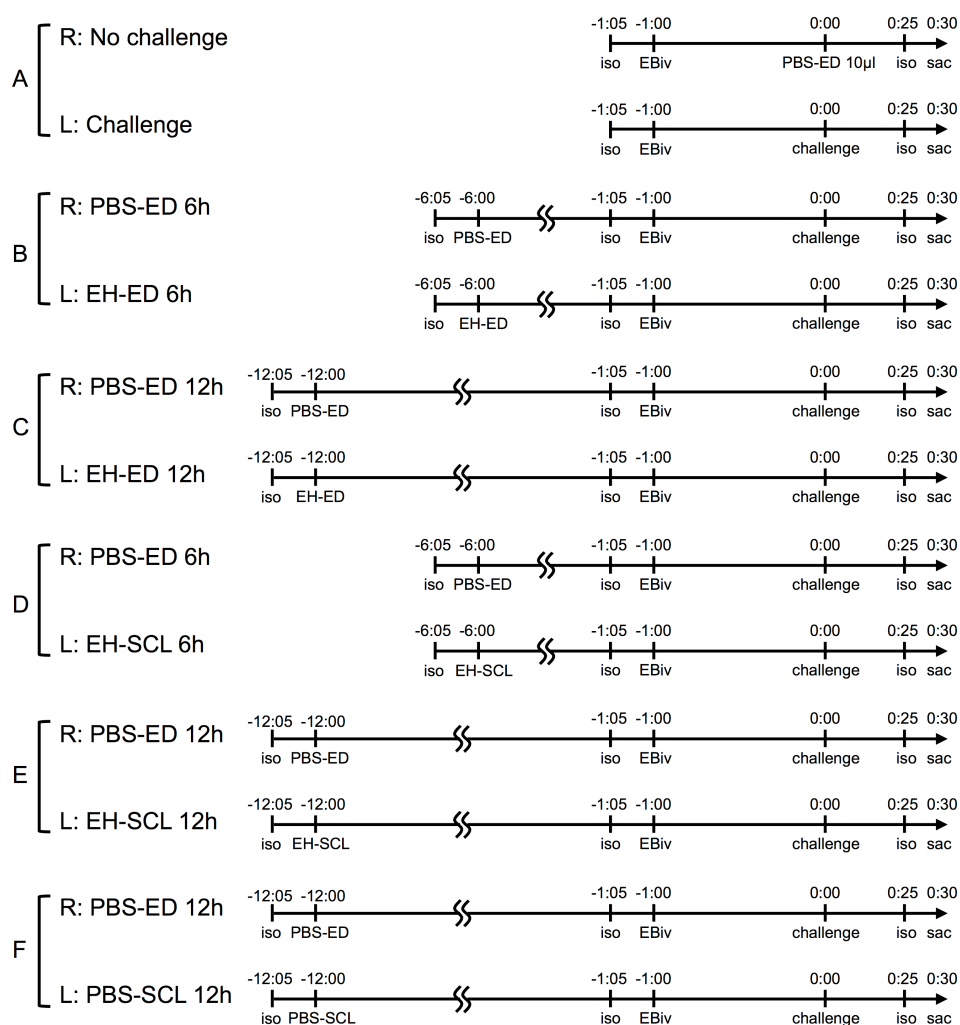 -1:05 -1:00 0:00 0:25 0:30
R: No challenge
iso EBiv PBS-ED 10µl iso sac
A
-1:05 -1:00 0:00 0:25 0:30
L: Challenge
iso EBiv challenge iso sac
-6:05 -6:00 -1:05 -1:00 0:00 0:25 0:30
R: PBS-ED 6h
iso PBS-ED iso EBiv challenge iso sac
B
-6:05 -6:00 -1:05 -1:00 0:00 0:25 0:30
L: EH-ED 6h
iso EH-ED iso EBiv challenge iso sac
-12:05 -12:00 -1:05 -1:00 0:00 0:25 0:30
R: PBS-ED 12h
iso PBS-ED iso EBiv challenge iso sac
C
-12:05 -12:00 -1:05 -1:00 0:00 0:25 0:30
L: EH-ED 12h
iso EH-ED iso EBiv challenge iso sac
-6:05 -6:00 -1:05 -1:00 0:00 0:25 0:30
R: PBS-ED 6h
iso PBS-ED iso EBiv challenge iso sac
D
-6:05 -6:00 -1:05 -1:00 0:00 0:25 0:30
L: EH-SCL 6h
iso EH-SCL iso EBiv challenge iso sac
-12:05 -12:00 -1:05 -1:00 0:00 0:25 0:30
R: PBS-ED 12h
iso PBS-ED iso EBiv challenge iso sac
E
-12:05 -12:00 -1:05 -1:00 0:00 0:25 0:30
L: EH-SCL 12h
iso EH-SCL iso EBiv challenge iso sac
-12:05 -12:00 -1:05 -1:00 0:00 0:25 0:30
R: PBS-ED 12h
iso PBS-ED iso EBiv challenge iso sac
F
-12:05 -12:00 -1:05 -1:00 0:00 0:25 0:30
L: PBS-SCL 12h
iso PBS-SCL iso EBiv challenge iso sac